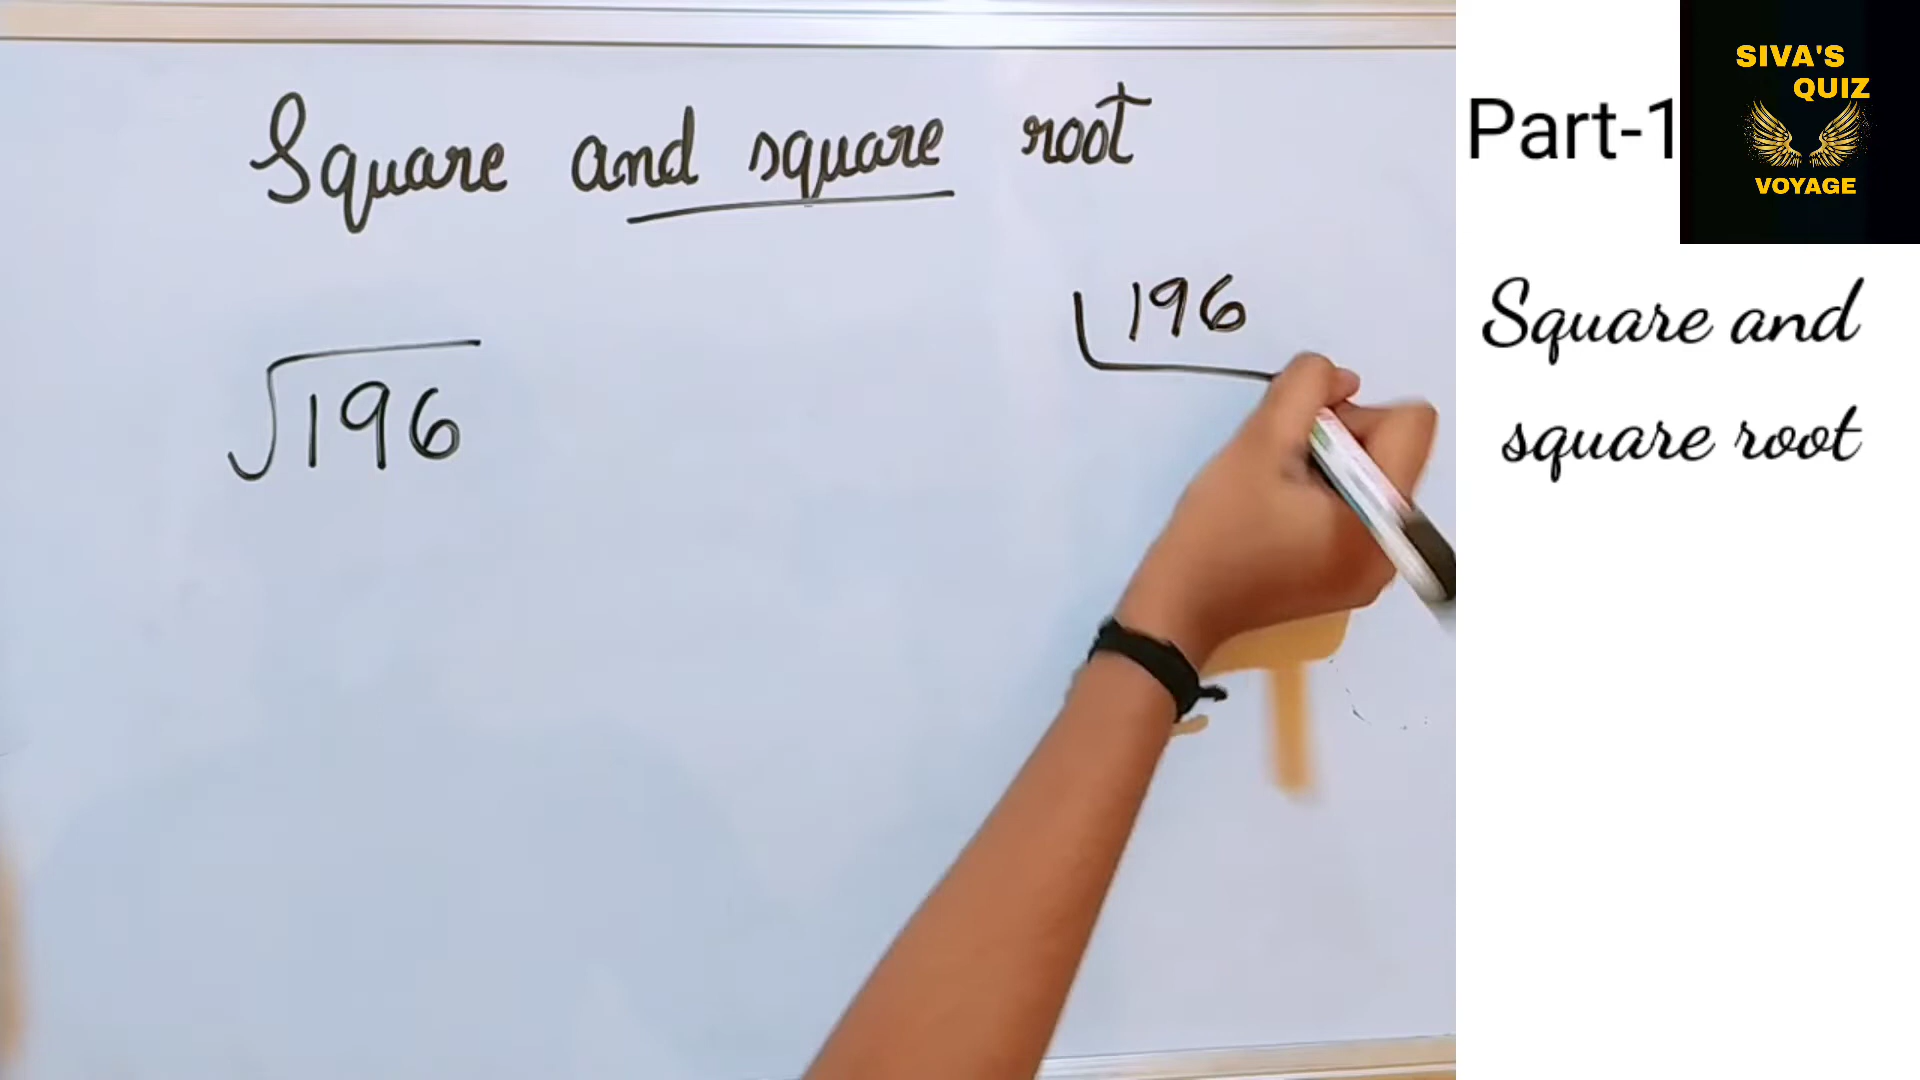 Square and square root
√196
196
Part-1
SIVA'S
QUIZ
VOYAGE
Square and
square root